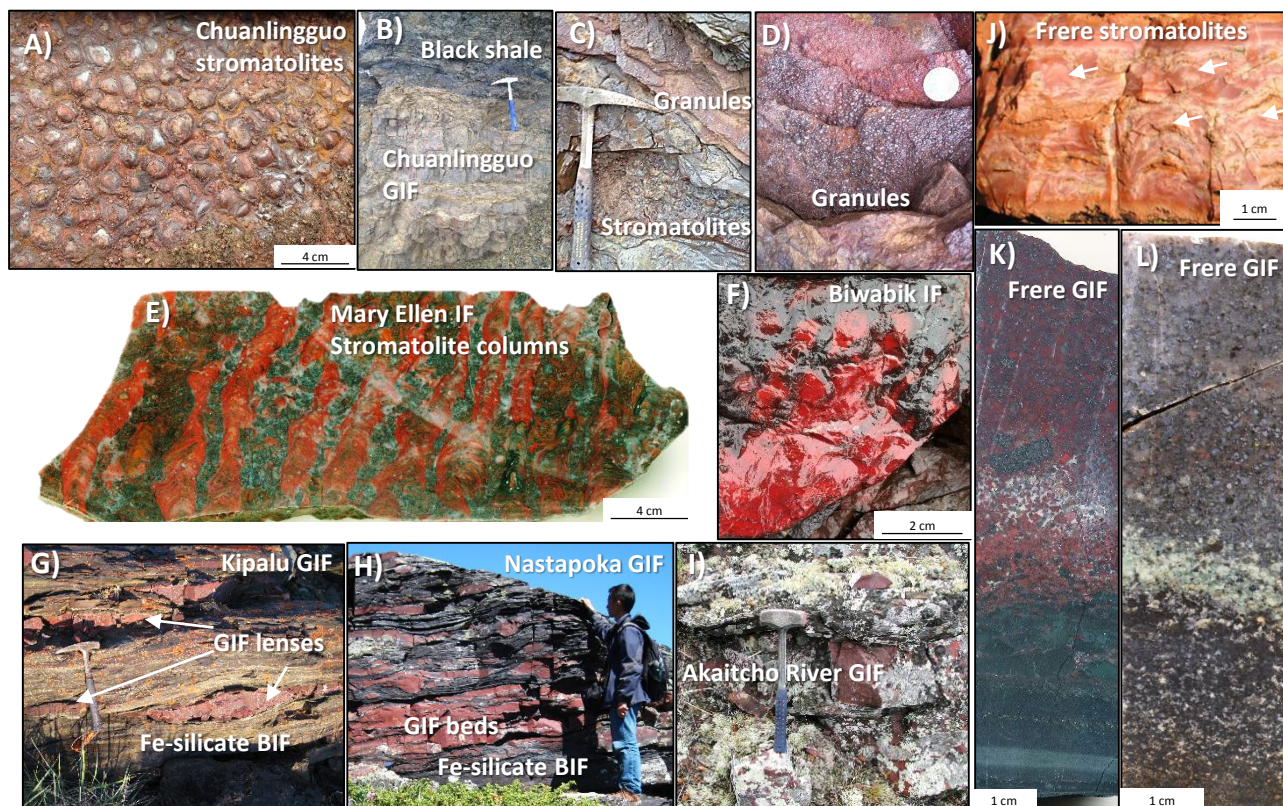 A)
Chuanlingguo
stromatolites
4 cm
B)
Black shale
Chuanlingguo
GIF
C)
Granules
Stromatolites
D)
Granules
J)
Frere stromatolites
1 cm
E)
Mary Ellen IF
Stromatolite columns
4 cm
F)
Biwabik IF
2 cm
K)
Frere GIF
1 cm
L)
Frere GIF
1 cm
G)
Kipalu GIF
GIF lenses
Fe-silicate BIF
H)
Nastapoka GIF
GIF beds
Fe-silicate BIF
I)
Akaitcho River GIF